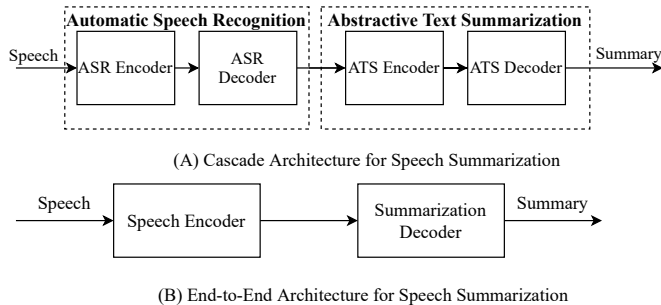 Automatic Speech Recognition Abstractive Text Summarization
Speech ASR Encoder ASR Decoder ATS Encoder ATS Decoder Summary
(A) Cascade Architecture for Speech Summarization
Speech Speech Encoder Summarization Decoder Summary
(B) End-to-End Architecture for Speech Summarization